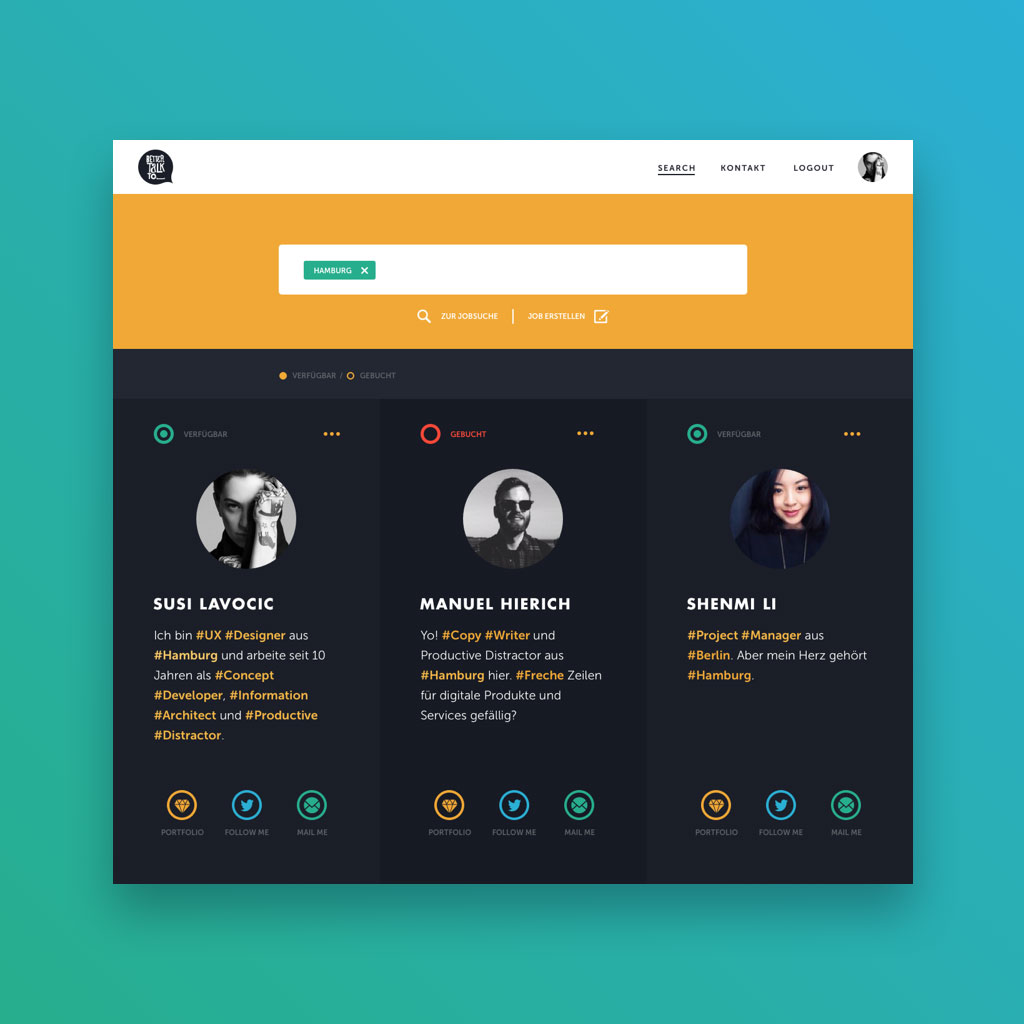 BETTER
TALK
TO
SEARCH KONTAKT LOGOUT
HAMBURG
ZUR JOBSUCHE | JOB ERSTELLEN
VERFÜGBAR / GEBUCHT
VERFÜGBAR
SUSI LAVOCIC
Ich bin #UX #Designer aus
#Hamburg und arbeite seit 10
Jahren als #Concept
#Developer, #Information
#Architect und #Productive
#Distractor.
PORTFOLIO FOLLOW ME MAIL ME
GEBUCHT
MANUEL HIERICH
Yo! #Copy #Writer und
Productive Distractor aus
#Hamburg hier. #Freche Zeilen
für digitale Produkte und
Services gefällig?
PORTFOLIO FOLLOW ME MAIL ME
VERFÜGBAR
SHENMI LI
#Project #Manager aus
#Berlin. Aber mein Herz gehört
#Hamburg.
PORTFOLIO FOLLOW ME MAIL ME